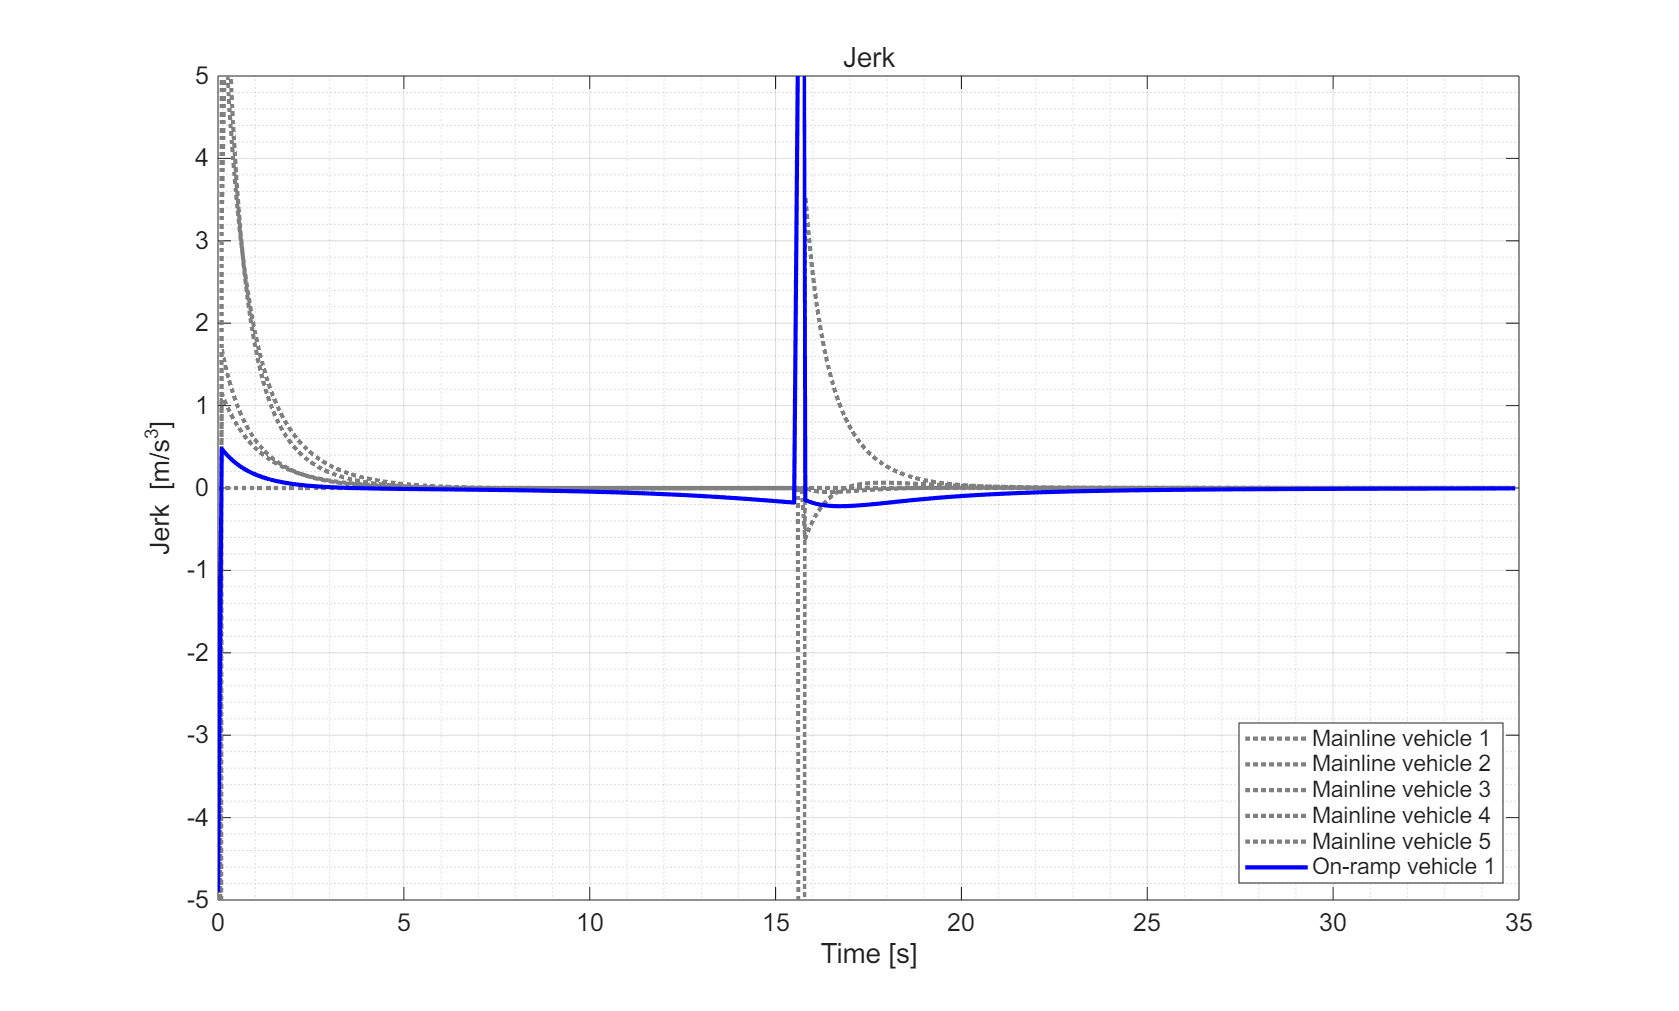 Jerk
5
4
3
2
1
0
-1
-2
-3
-4
-5
Jerk [m/s³]
0 5 10 15 20 25 30 35
Time [s]
Mainline vehicle 1
Mainline vehicle 2
Mainline vehicle 3
Mainline vehicle 4
Mainline vehicle 5
On-ramp vehicle 1